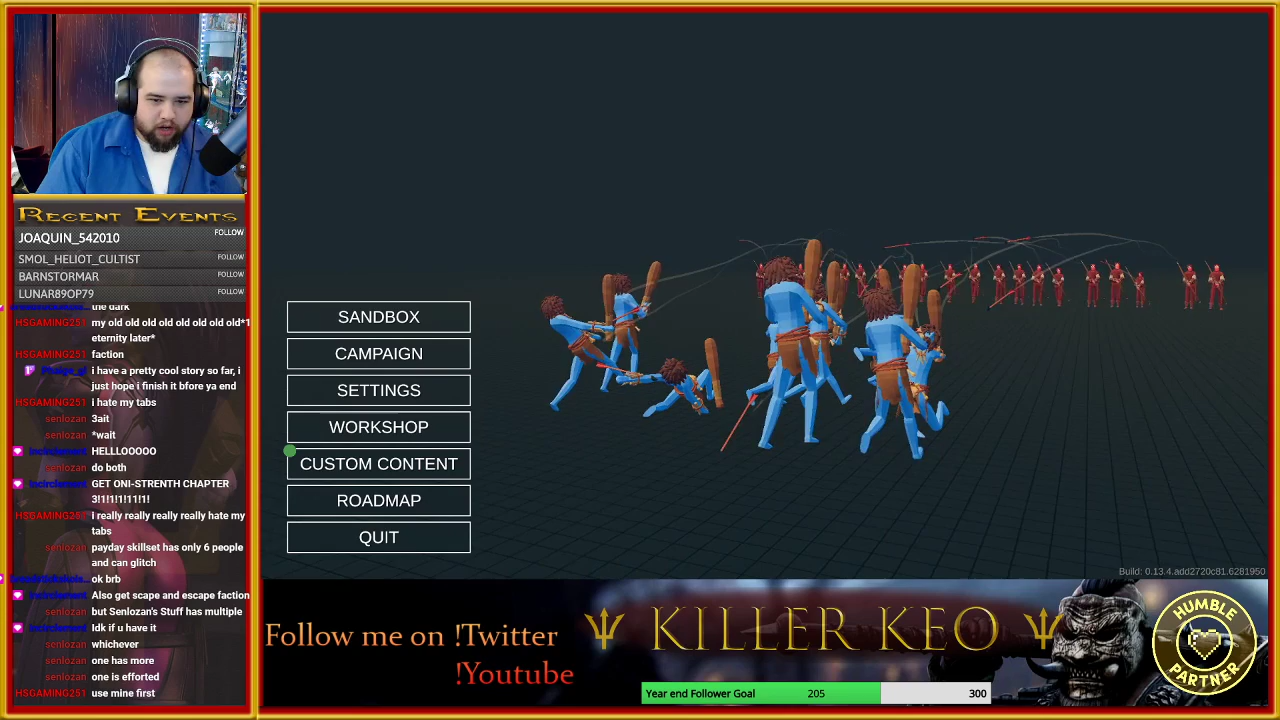 RECENT EVENTS
JOAQUIN_542010 FOLLOW
SMOL_HELIOT_CULTIST FOLLOW
BARNSTORMAR FOLLOW
LUNAR89OP79 FOLLOW
the dark
HSGAMING251 my old old old old old old old old*1
eternity later*
HSGAMING251 faction
i have a pretty cool story so far, i
just hope i finish it bfore ya end
HSGAMING251 i hate my tabs
senlozan 3ait
senlozan *wait
incirclement HELLLOOOOO
senlozan do both
incirclement GET ONI-STRENTH CHAPTER
3!1!1!1!11!1!
HSGAMING251 i really really really really hate my
tabs
senlozan payday skillset has only 6 people
and can glitch
ok brb
incirclement Also get scape and escape faction
senlozan but Senlozan's Stuff has multiple
incirclement Idk if u have it
senlozan whichever
senlozan one has more
senlozan one is efforted
HSGAMING251 use mine first
SANDBOX
CAMPAIGN
SETTINGS
WORKSHOP
CUSTOM CONTENT
ROADMAP
QUIT
Build: 0.13.4.add2720c81.6281950
Follow me on !Twitter
!Youtube
KILLER KEO
Year end Follower Goal 205 300
HUMBLE
PARTNER